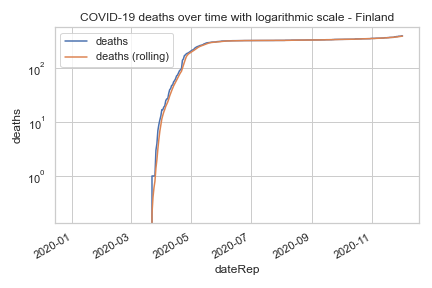 COVID-19 deaths over time with logarithmic scale - Finland
deaths
deaths (rolling)
deaths
10²
10¹
10⁰
2020-01
2020-03
2020-05
2020-07
2020-09
2020-11
dateRep